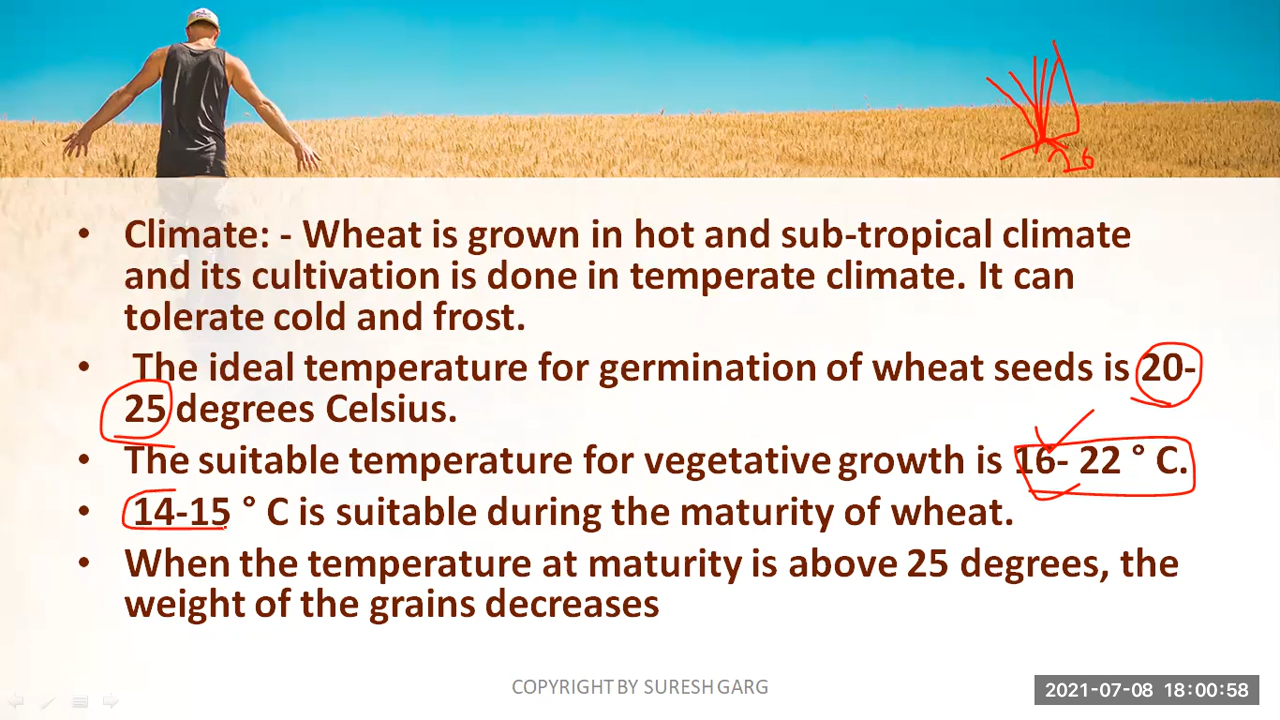 • Climate: - Wheat is grown in hot and sub-tropical climate
and its cultivation is done in temperate climate. It can
tolerate cold and frost.
• The ideal temperature for germination of wheat seeds is 20-
25 degrees Celsius.
• The suitable temperature for vegetative growth is 16- 22 ° C.
• 14-15 ° C is suitable during the maturity of wheat.
• When the temperature at maturity is above 25 degrees, the
weight of the grains decreases
COPYRIGHT BY SURESH GARG
2021-07-08 18:00:58